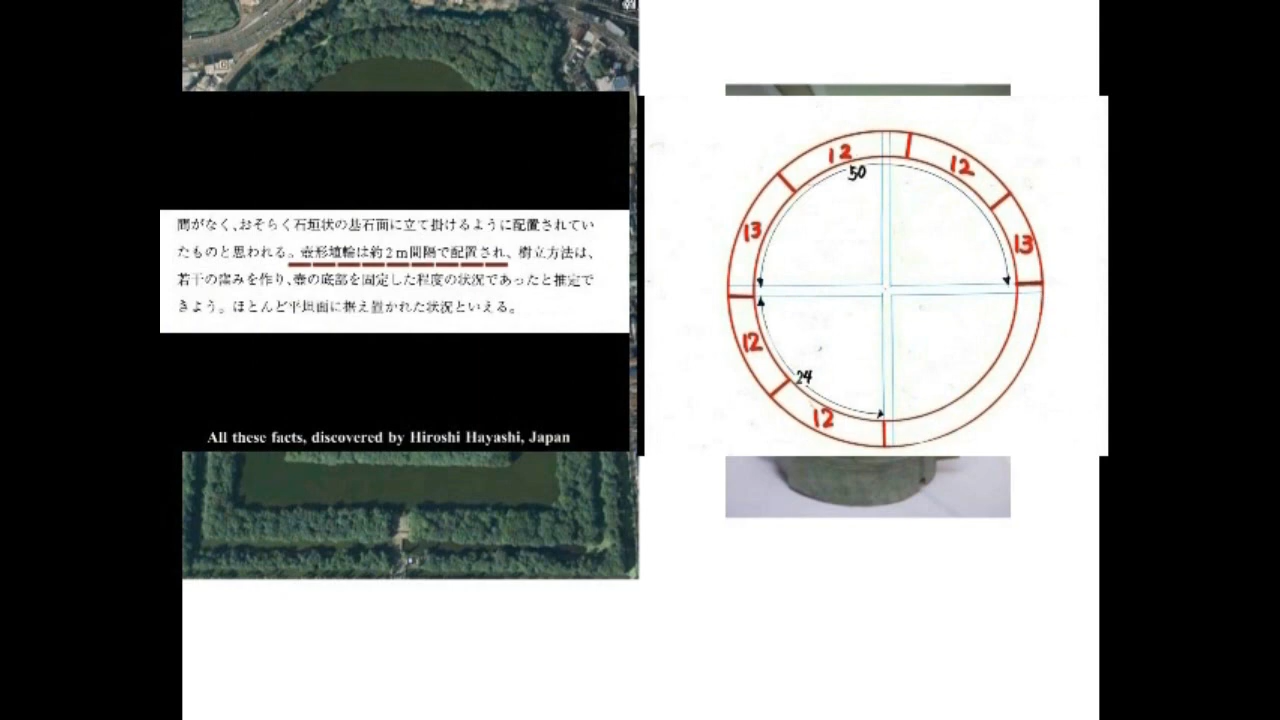 間がなく、おそらく石垣状の基石面に立て掛けるように配置されてい
たものと思われる。壺形埴輪は約2m間隔で配置され、樹立方法は、
若干の窪みを作り、壺の底部を固定した程度の状況であったと推定で
きよう。ほとんど平坦面に据え置かれた状況といえる。
All these facts, discovered by Hiroshi Hayashi, Japan
12
12
50
13
13
12
24
12